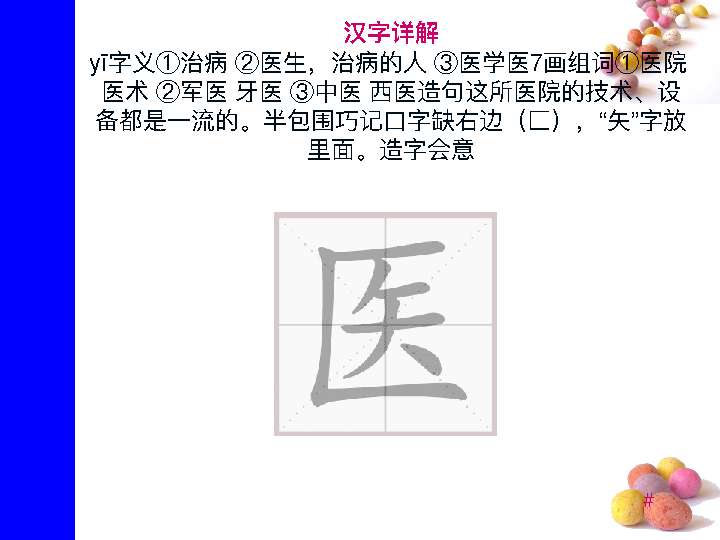 汉字详解
yī字义①治病 ②医生，治病的人 ③医学医7画组词①医院
医术 ②军医 牙医 ③中医 西医造句这所医院的技术、设
备都是一流的。半包围巧记口字缺右边（匚），“矢”字放
里面。造字会意
医
#